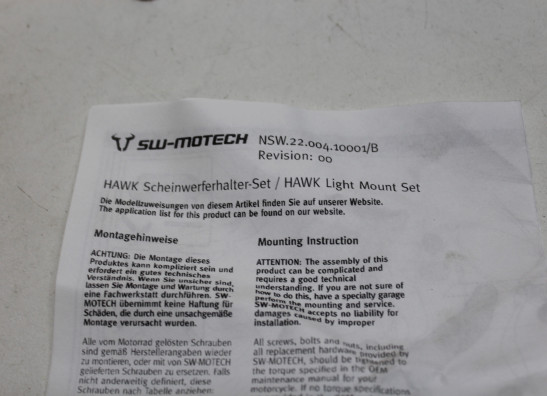 SW-MOTECH
NSW.22.004.10001/B
Revision: 00
HAWK Scheinwerferhalter-Set / HAWK Light Mount Set
Die Modellzuweisungen von diesem Artikel finden Sie auf unserer Website.
The application list for this product can be found on our website.
Montagehinweise
ACHTUNG: Die Montage dieses
Produktes kann kompliziert sein und
erfordert ein gutes technisches
Verständnis. Wenn Sie unsicher sind,
lassen Sie Montage und Wartung durch
eine Fachwerkstatt durchführen. SW-
MOTECH übernimmt keine Haftung für
Schäden, die durch eine unsachgemäße
Montage verursacht wurden.
Alle vom Motorrad gelösten Schrauben
sind gemäß Herstellerangaben wieder
zu montieren, oder mit von SW-MOTECH
gelieferten Schrauben zu ersetzen. Falls
nicht anderweitig definiert, diese
Schrauben nach Tabelle anziehen:
Mounting Instruction
ATTENTION: The assembly of this
product can be complicated and
requires a good technical
understanding. If you are not sure of
how to do this, have a specialty garage
perform the mounting and service.
SW-MOTECH accepts no liability for
damages caused by improper
installation.
All screws, bolts and nuts, including
all replacement hardware provided by
SW-MOTECH, should be tightened to
the torque specified in the OEM
maintenance manual for your
motorcycle. If no torque specifications